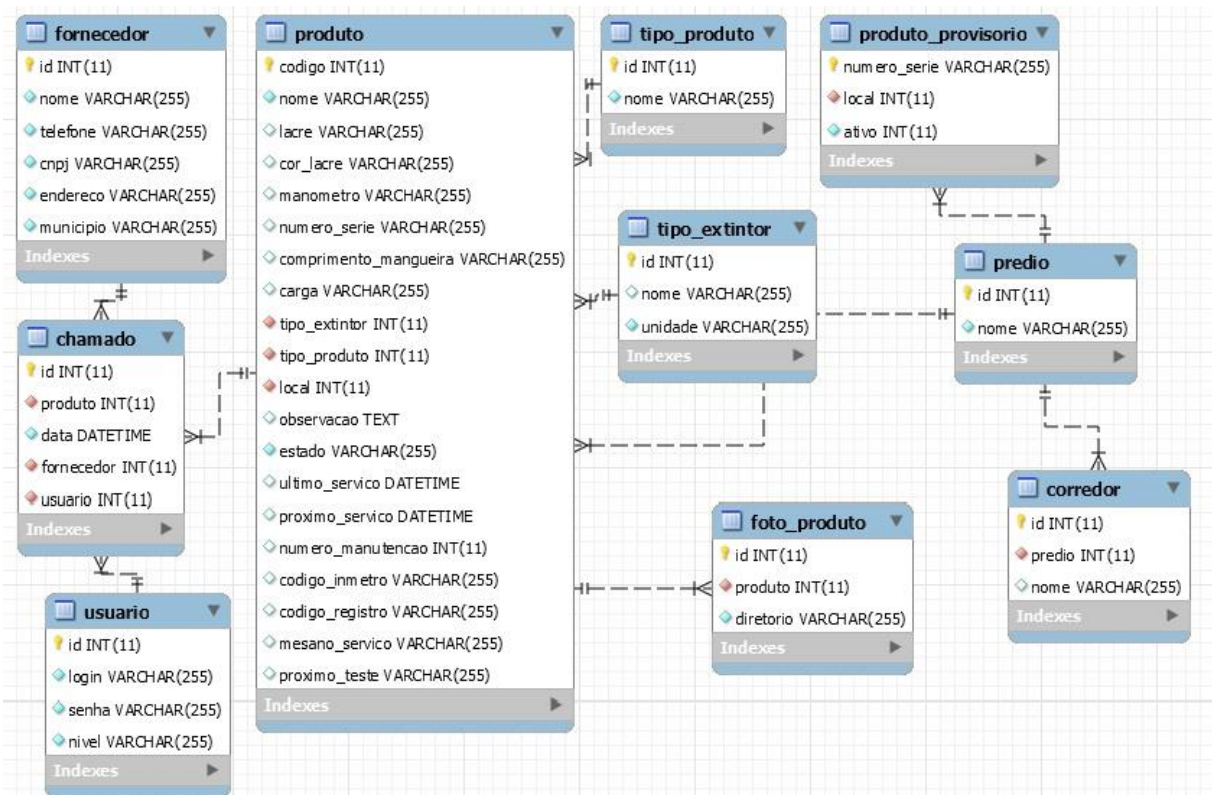 fornecedor
id INT(11)
nome VARCHAR(255)
telefone VARCHAR(255)
cnpj VARCHAR(255)
endereco VARCHAR(255)
municipio VARCHAR(255)
Indexes
chamado
id INT(11)
produto INT(11)
data DATETIME
fornecedor INT(11)
usuario INT(11)
Indexes
usuario
id INT(11)
login VARCHAR(255)
senha VARCHAR(255)
nivel VARCHAR(255)
Indexes
produto
codigo INT(11)
nome VARCHAR(255)
lacre VARCHAR(255)
cor_lacre VARCHAR(255)
manometro VARCHAR(255)
numero_serie VARCHAR(255)
comprimento_mangueira VARCHAR(255)
carga VARCHAR(255)
tipo_extintor INT(11)
tipo_produto INT(11)
local INT(11)
observacao TEXT
estado VARCHAR(255)
ultimo_servico DATETIME
proximo_servico DATETIME
numero_manutencao INT(11)
codigo_inmetro VARCHAR(255)
codigo_registro VARCHAR(255)
mesano_servico VARCHAR(255)
proximo_teste VARCHAR(255)
Indexes
tipo_produto
id INT(11)
nome VARCHAR(255)
Indexes
tipo_extintor
id INT(11)
nome VARCHAR(255)
unidade VARCHAR(255)
Indexes
foto_produto
id INT(11)
produto INT(11)
diretorio VARCHAR(255)
Indexes
produto_provisorio
numero_serie VARCHAR(255)
local INT(11)
ativo INT(11)
Indexes
predio
id INT(11)
nome VARCHAR(255)
Indexes
corredor
id INT(11)
predio INT(11)
nome VARCHAR(255)
Indexes